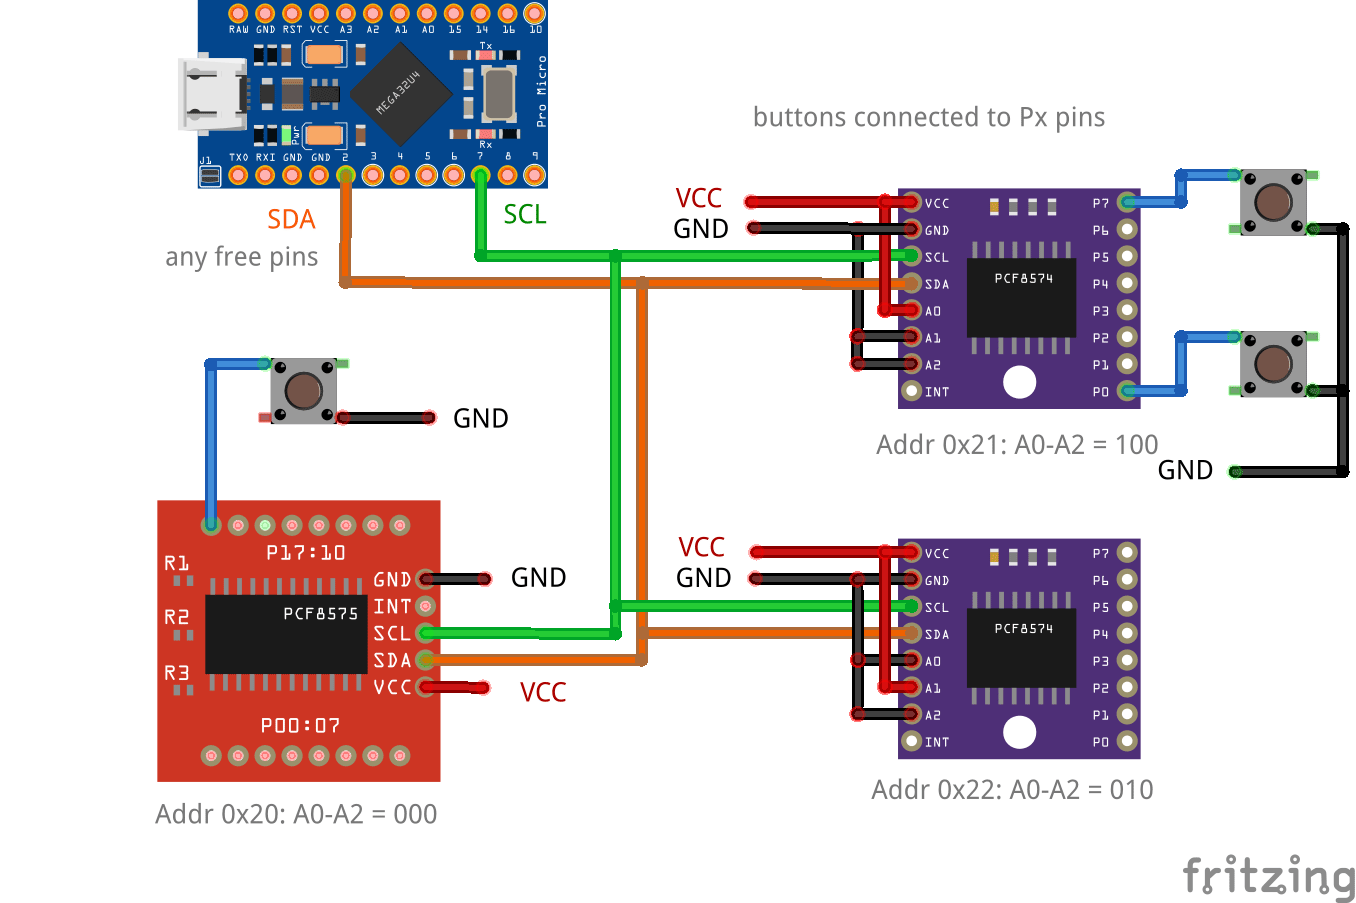 RAW GND RST VCC A3 A2 A1 A0 15 14 16 10
Tx
MEGA32U4
Pro Micro
Pwr
Rx
J1
TX0 RXI GND GND 2 3 4 5 6 7 8 9
SDA
SCL
any free pins
buttons connected to Px pins
VCC
GND
VCC P7
GND P6
SCL P5
SDA P4
A0 P3
A1 P2
A2 P1
INT P0
PCF8574
Addr 0x21: A0-A2 = 100
GND
GND
P17:10
R1
R2
R3
PCF8575
GND
INT
SCL
SDA
VCC
P00:07
GND
VCC
Addr 0x20: A0-A2 = 000
VCC
GND
VCC P7
GND P6
SCL P5
SDA P4
A0 P3
A1 P2
A2 P1
INT P0
PCF8574
Addr 0x22: A0-A2 = 010
fritzing